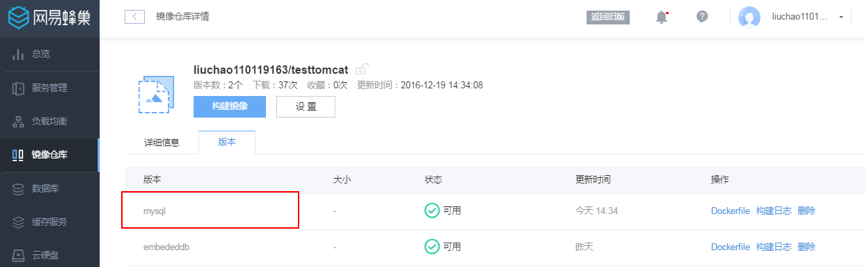 网易蜂巢
镜像仓库详情
返回旧版
liuchao1101...
总览
服务管理
负载均衡
镜像仓库
数据库
缓存服务
云硬盘
liuchao110119163/testtomcat
版本数：2个 下载：37次 收藏：0次 更新时间：2016-12-19 14:34:08
构建镜像 设 置
详细信息 版本
版本 大小 状态 更新时间 操作
mysql - 可用 今天 14:34 Dockerfile 构建日志 删除
embededdb - 可用 昨天 Dockerfile 构建日志 删除